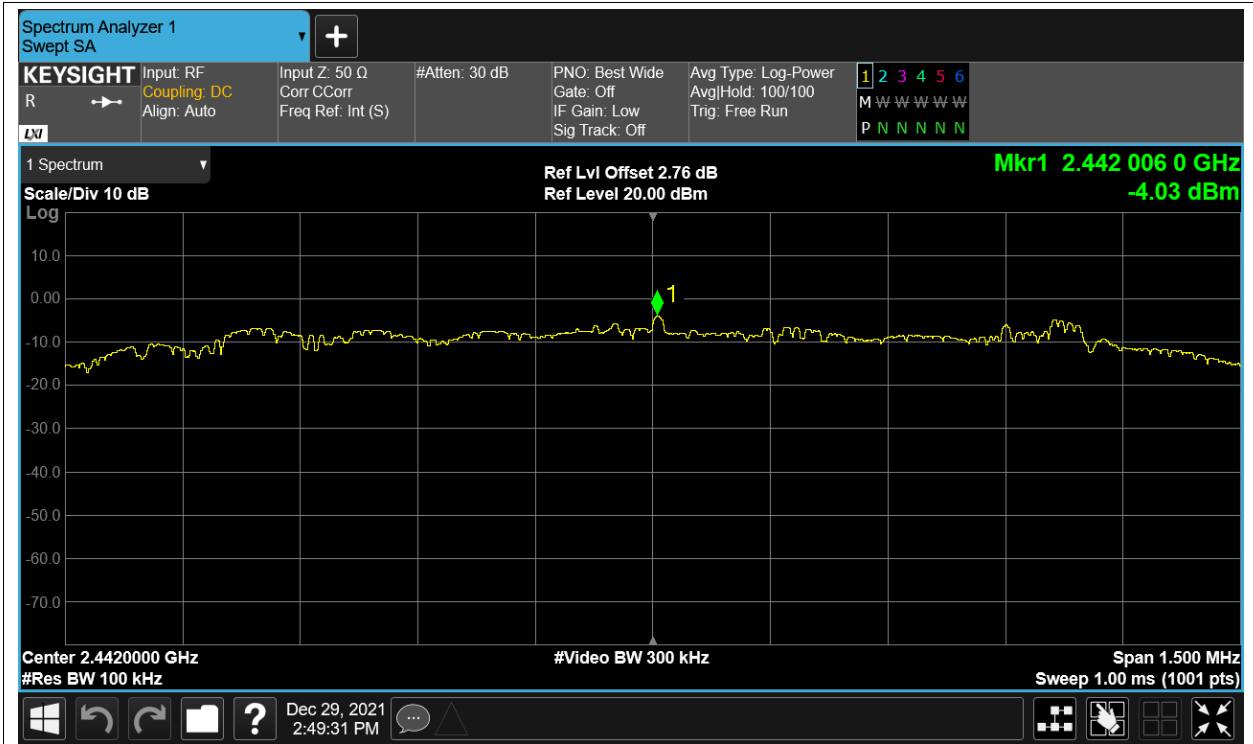 Spectrum Analyzer 1
Swept SA
KEYSIGHT
R
LXI
Input: RF
Coupling: DC
Align: Auto
Input Z: 50 Ω
Corr CCorr
Freq Ref: Int (S)
#Atten: 30 dB
PNO: Best Wide
Gate: Off
IF Gain: Low
Sig Track: Off
Avg Type: Log-Power
Avg|Hold: 100/100
Trig: Free Run
1 2 3 4 5 6
M W W W W W W
P N N N N N
1 Spectrum
Scale/Div 10 dB
Log
Ref Lvl Offset 2.76 dB
Ref Level 20.00 dBm
Mkr1 2.442 006 0 GHz
-4.03 dBm
10.0
0.00
-10.0
-20.0
-30.0
-40.0
-50.0
-60.0
-70.0
1
Center 2.4420000 GHz
#Res BW 100 kHz
#Video BW 300 kHz
Span 1.500 MHz
Sweep 1.00 ms (1001 pts)
?
Dec 29, 2021
2:49:31 PM